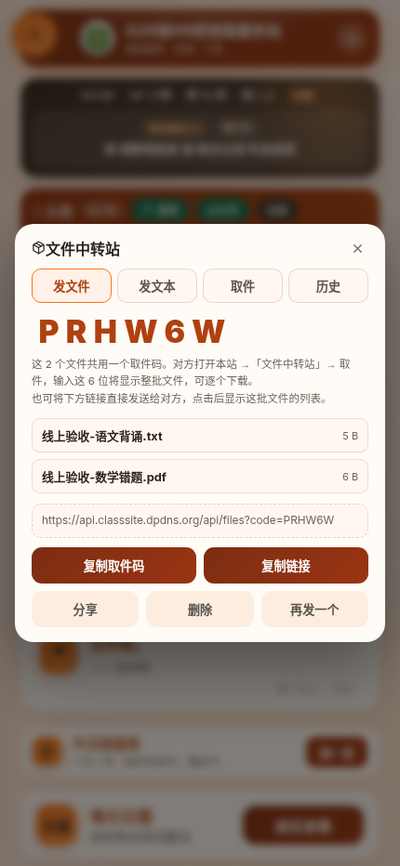 文件中转站
×
发文件
发文本
取件
历史
PRHW6W
这 2 个文件共用一个取件码。对方打开本站 →「文件中转站」→ 取
件，输入这 6 位将显示整批文件，可逐个下载。
也可将下方链接直接发送给对方，点击后显示这批文件的列表。
线上验收-语文背诵.txt 5 B
线上验收-数学错题.pdf 6 B
https://api.classsite.dpdns.org/api/files?code=PRHW6W
复制取件码
复制链接
分享
删除
再发一个